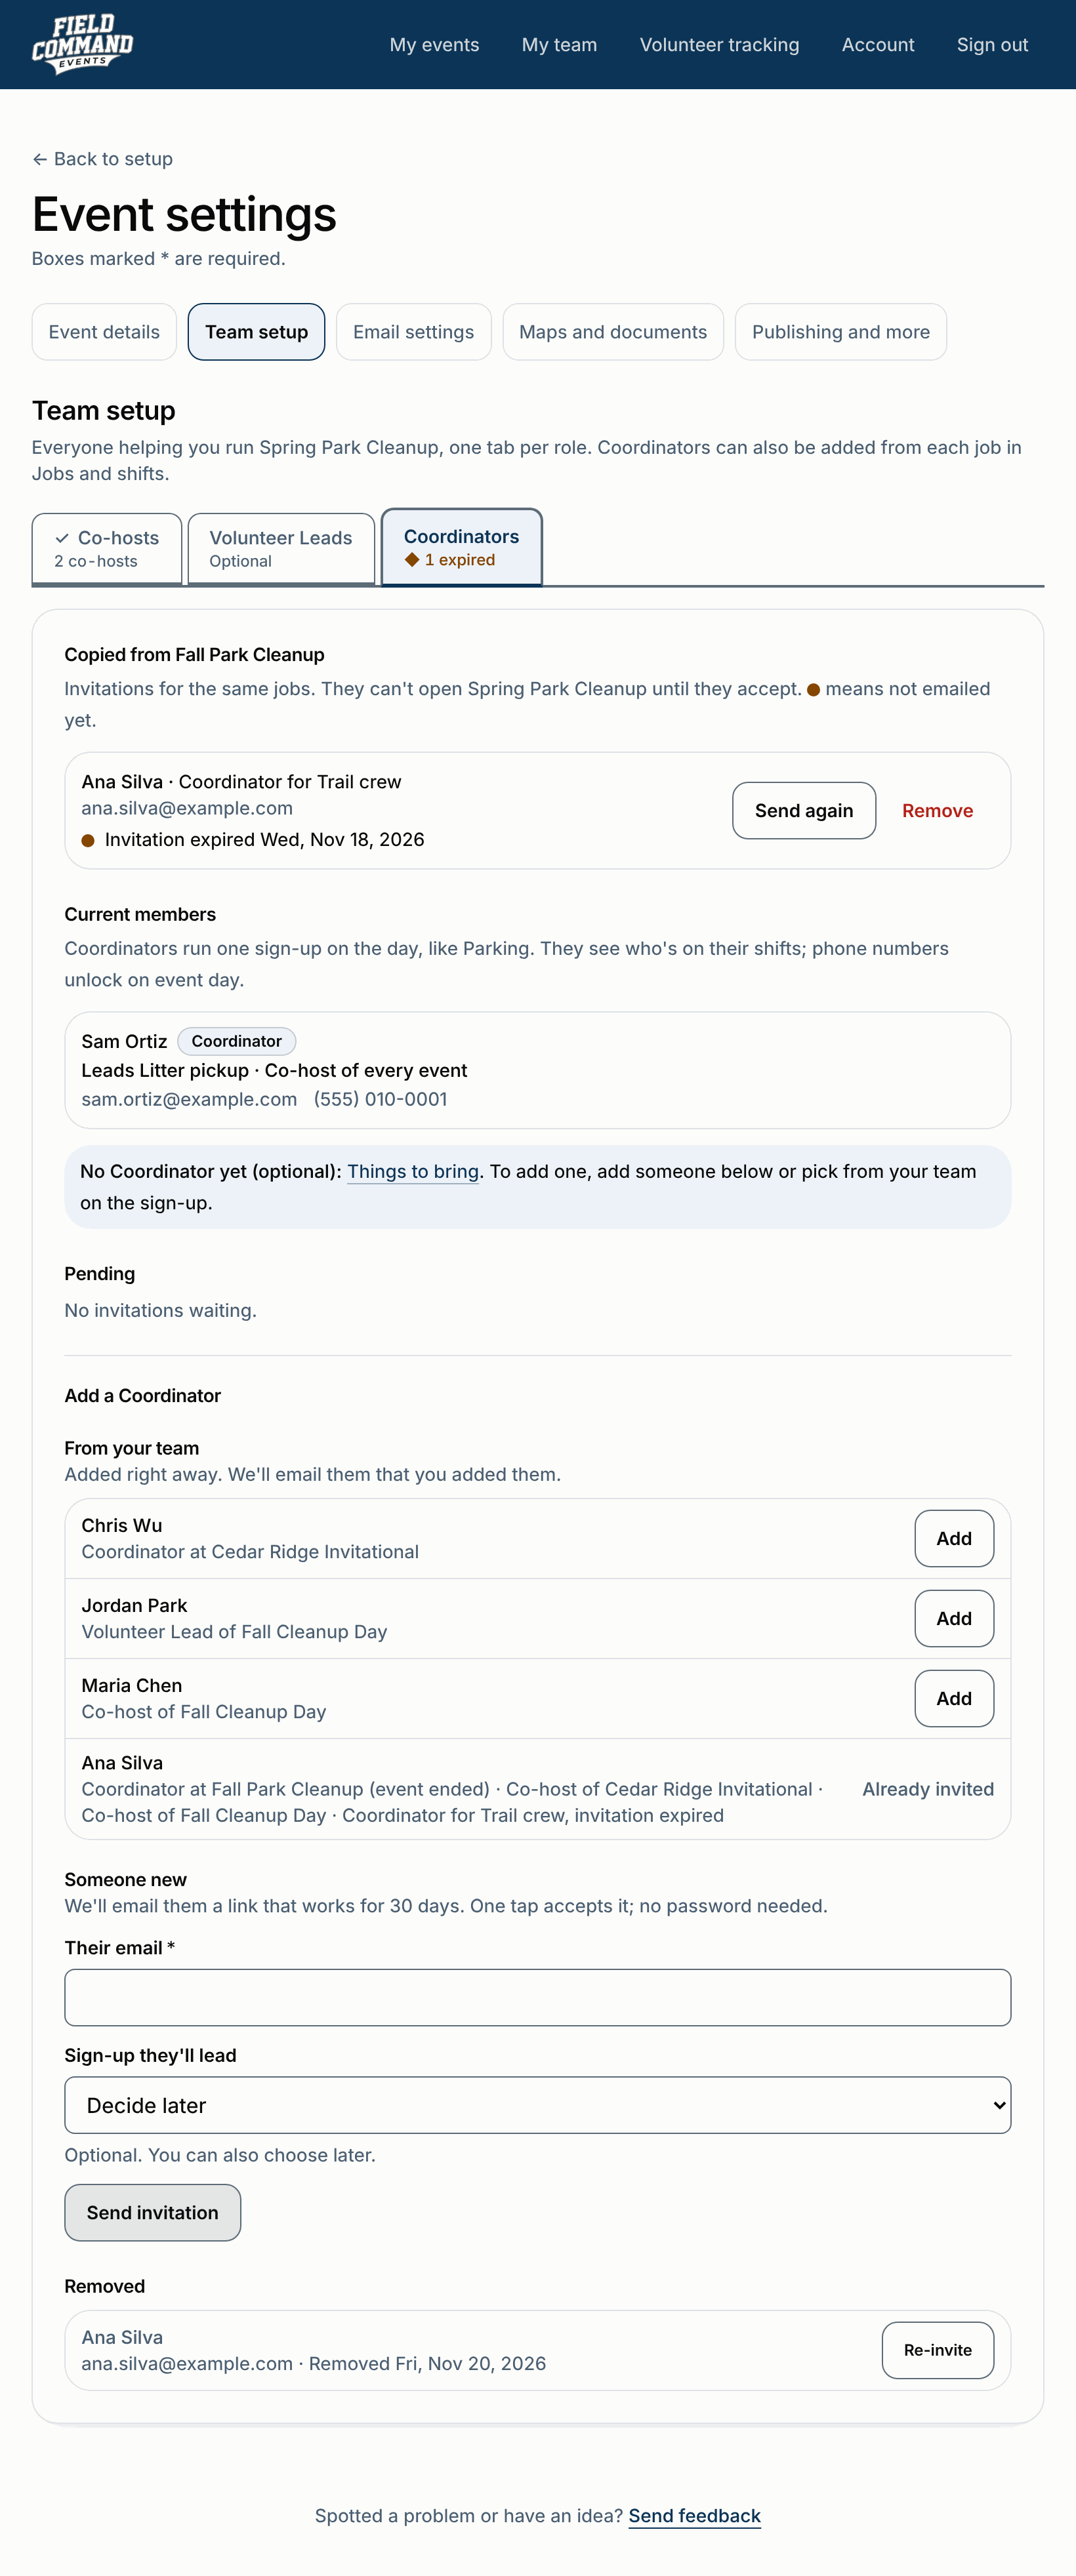 FIELD
COMMAND
EVENTS
My events
My team
Volunteer tracking
Account
Sign out
← Back to setup
Event settings
Boxes marked * are required.
Event details
Team setup
Email settings
Maps and documents
Publishing and more
Team setup
Everyone helping you run Spring Park Cleanup, one tab per role. Coordinators can also be added from each job in
Jobs and shifts.
✓ Co-hosts
2 co-hosts
Volunteer Leads
Optional
Coordinators
◆ 1 expired
Copied from Fall Park Cleanup
Invitations for the same jobs. They can't open Spring Park Cleanup until they accept. ● means not emailed
yet.
Ana Silva · Coordinator for Trail crew
ana.silva@example.com
● Invitation expired Wed, Nov 18, 2026
Send again
Remove
Current members
Coordinators run one sign-up on the day, like Parking. They see who's on their shifts; phone numbers
unlock on event day.
Sam Ortiz Coordinator
Leads Litter pickup · Co-host of every event
sam.ortiz@example.com (555) 010-0001
No Coordinator yet (optional): Things to bring. To add one, add someone below or pick from your team
on the sign-up.
Pending
No invitations waiting.
Add a Coordinator
From your team
Added right away. We'll email them that you added them.
Chris Wu
Coordinator at Cedar Ridge Invitational
Add
Jordan Park
Volunteer Lead of Fall Cleanup Day
Add
Maria Chen
Co-host of Fall Cleanup Day
Add
Ana Silva
Coordinator at Fall Park Cleanup (event ended) · Co-host of Cedar Ridge Invitational ·
Co-host of Fall Cleanup Day · Coordinator for Trail crew, invitation expired
Already invited
Someone new
We'll email them a link that works for 30 days. One tap accepts it; no password needed.
Their email *
Sign-up they'll lead
Decide later
Optional. You can also choose later.
Send invitation
Removed
Ana Silva
ana.silva@example.com · Removed Fri, Nov 20, 2026
Re-invite
Spotted a problem or have an idea? Send feedback